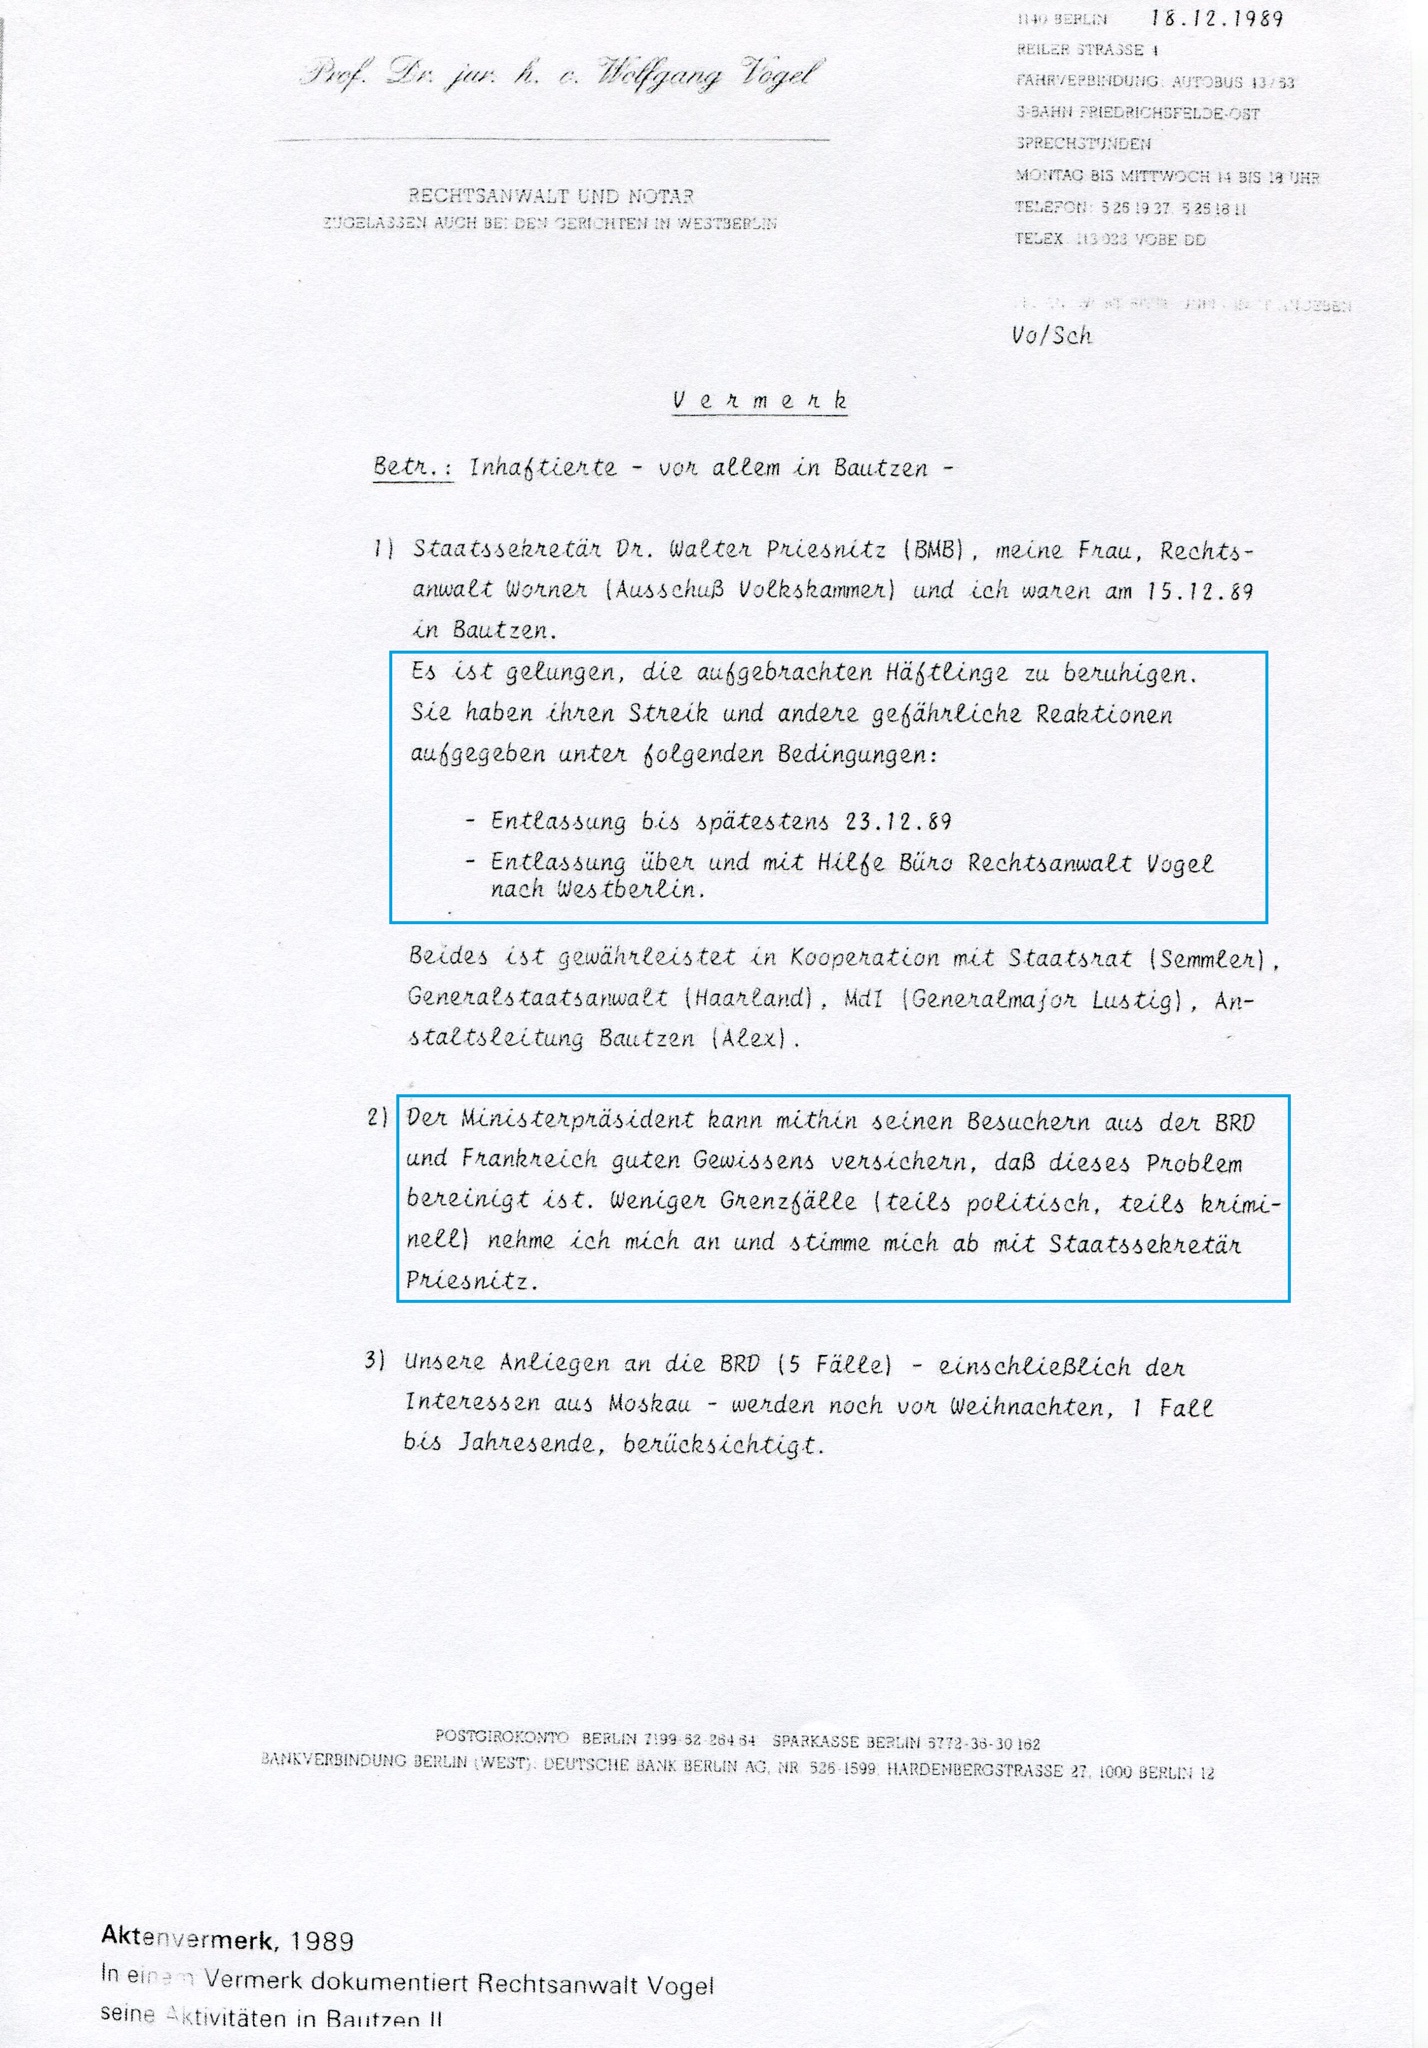 Prof. Dr. jur. h. c. Wolfgang Vogel
RECHTSANWALT UND NOTAR
ZUGELASSEN AUCH BEI DEN GERICHTEN IN WESTBERLIN
1140 BERLIN 18.12.1989
REILER STRASSE 4
FAHRVERBINDUNG: AUTOBUS 43/53
S-BAHN FRIEDRICHSFELDE-OST
SPRECHSTUNDEN
MONTAG BIS MITTWOCH 14 BIS 18 UHR
TELEFON: 5 25 19 27, 5 25 18 11
TELEX 113 023 VOBE DD
ANGEBEN
Vo/Sch
Vermerk
Betr.: Inhaftierte - vor allem in Bautzen -
1) Staatssekretär Dr. Walter Priesnitz (BMB), meine Frau, Rechts-
anwalt Worner (Ausschuß Volkskammer) und ich waren am 15.12.89
in Bautzen.
Es ist gelungen, die aufgebrachten Häftlinge zu beruhigen.
Sie haben ihren Streik und andere gefährliche Reaktionen
aufgegeben unter folgenden Bedingungen:
- Entlassung bis spätestens 23.12.89
- Entlassung über und mit Hilfe Büro Rechtsanwalt Vogel
nach Westberlin.
Beides ist gewährleistet in Kooperation mit Staatsrat (Semmler),
Generalstaatsanwalt (Haarland), MdI (Generalmajor Lustig), An-
staltsleitung Bautzen (Alex).
2) Der Ministerpräsident kann mithin seinen Besuchern aus der BRD
und Frankreich guten Gewissens versichern, daß dieses Problem
bereinigt ist. Weniger Grenzfälle (teils politisch, teils krimi-
nell) nehme ich mich an und stimme mich ab mit Staatssekretär
Priesnitz.
3) Unsere Anliegen an die BRD (5 Fälle) - einschließlich der
Interessen aus Moskau - werden noch vor Weihnachten, 1 Fall
bis Jahresende, berücksichtigt.
POSTGIROKONTO BERLIN 7199-52-264 64 SPARKASSE BERLIN 6772-36-30 162
BANKVERBINDUNG BERLIN (WEST): DEUTSCHE BANK BERLIN AG, NR. 526-1599, HARDENBERGSTRASSE 27, 1000 BERLIN 12
Aktenvermerk, 1989
In einem Vermerk dokumentiert Rechtsanwalt Vogel
seine Aktivitäten in Bautzen II